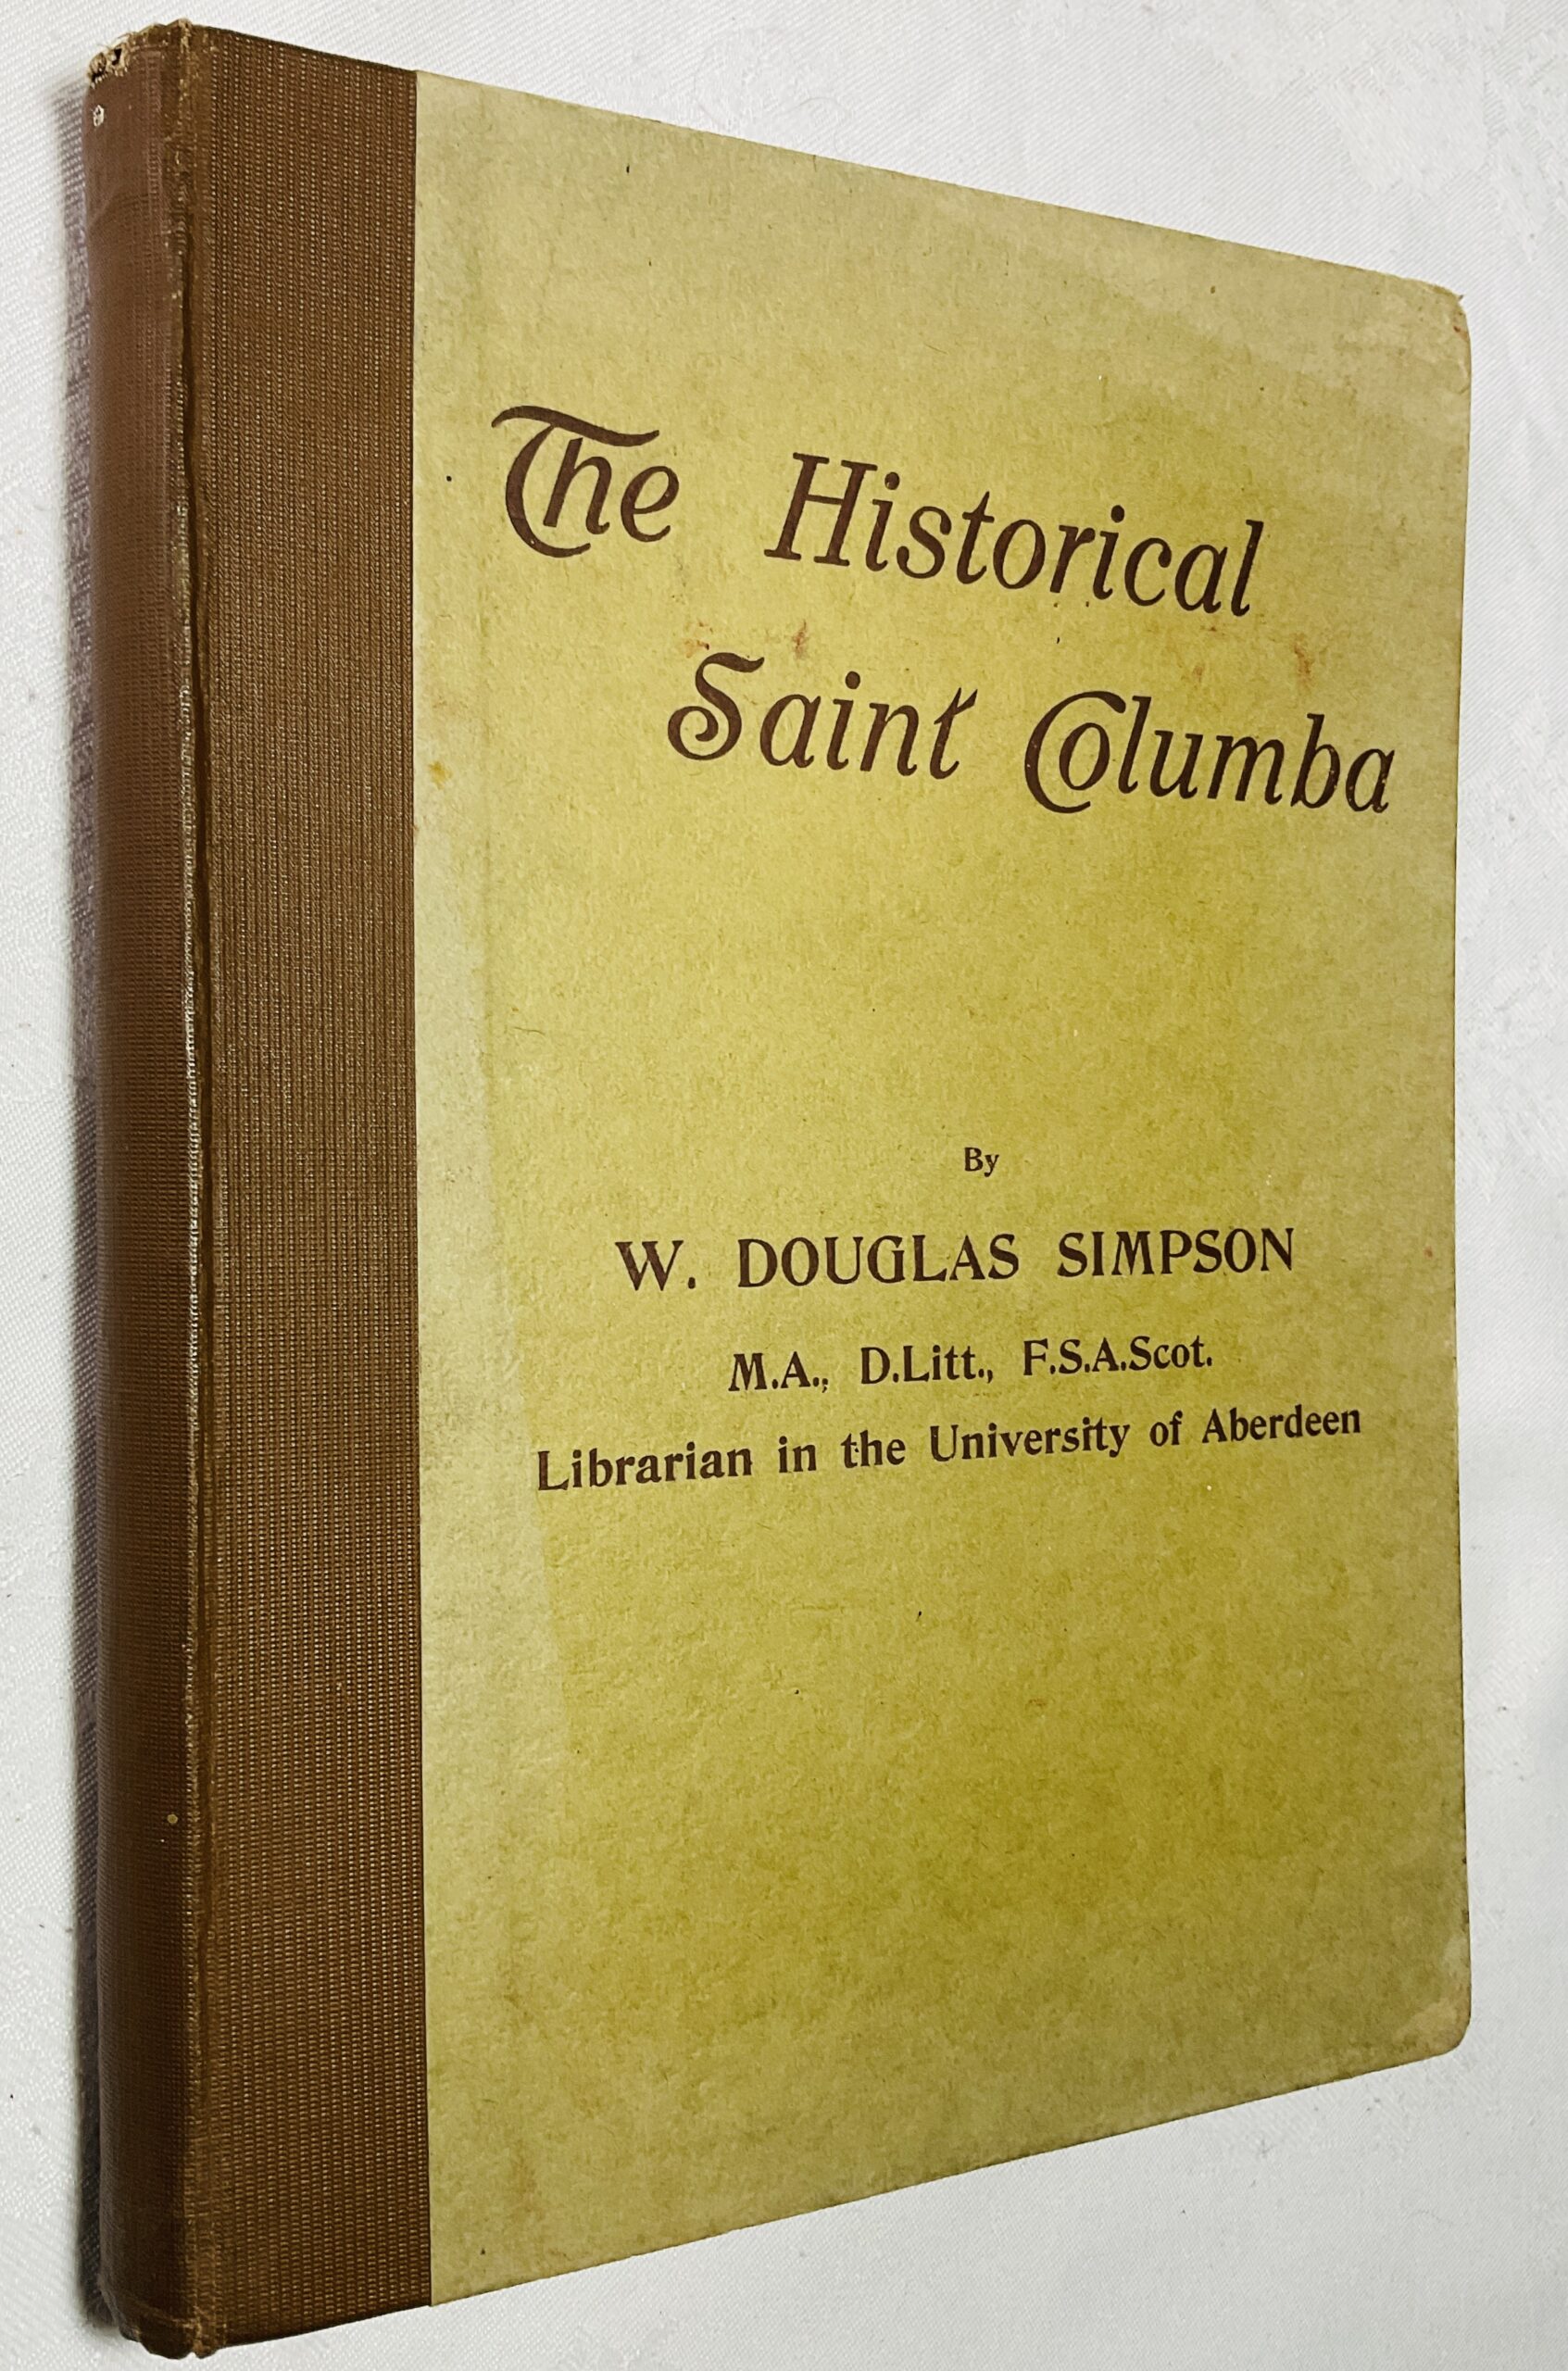 The Historical
Saint Columba
By
W. DOUGLAS SIMPSON
M.A., D.Litt., F.S.A.Scot.
Librarian in the University of Aberdeen